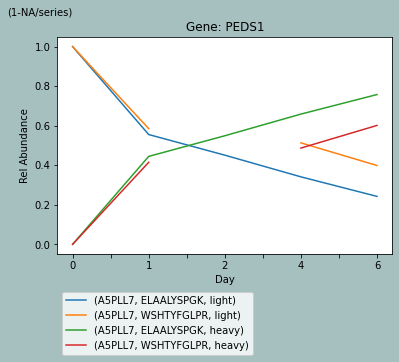 (1-NA/series)
Gene: PEDS1
Rel Abundance
1.0
0.8
0.6
0.4
0.2
0.0
0 1 2 4 6
Day
(A5PLL7, ELAALYSPGK, light)
(A5PLL7, WSHTYFGLPR, light)
(A5PLL7, ELAALYSPGK, heavy)
(A5PLL7, WSHTYFGLPR, heavy)